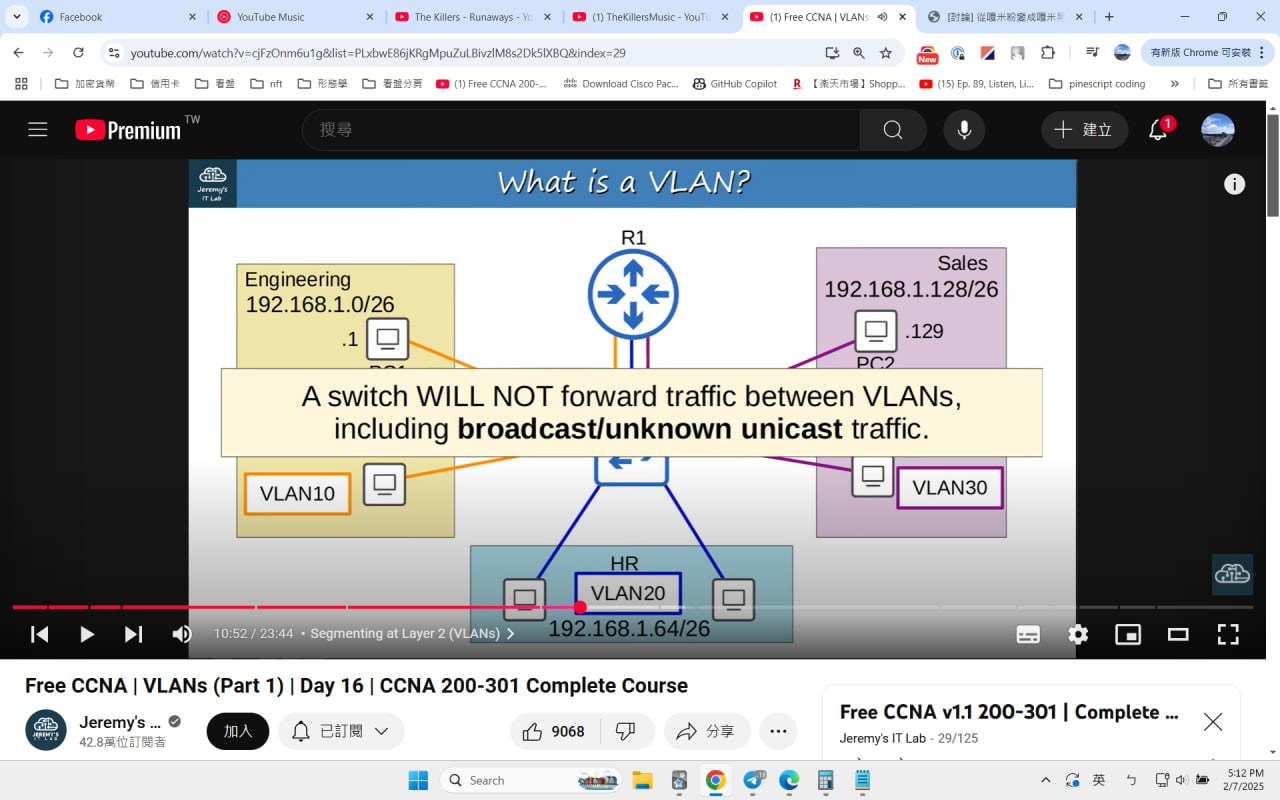 Facebook
YouTube Music
The Killers - Runaways - Yo
(1) TheKillersMusic - YouTu
(1) Free CCNA | VLANs
[討論] 從嘎米粉變成嘎米黑
youtube.com/watch?v=cjFzOnm6u1g&list=PLxbwE86jKRgMpuZuLBivzlM8s2Dk5lXBQ&index=29
New
有新版 Chrome 可安裝
加密貨幣
信用卡
看盤
nft
形態學
看盤分頁
(1) Free CCNA 200-...
Download Cisco Pac...
GitHub Copilot
【楽天市場】Shopp...
(15) Ep. 89, Listen, Li...
pinescript coding
所有書籤
Premium TW
搜尋
建立
1
Jeremy's
IT Lab
What is a VLAN?
R1
Engineering
192.168.1.0/26
.1
Sales
192.168.1.128/26
.129
PC2
A switch WILL NOT forward traffic between VLANs,
including broadcast/unknown unicast traffic.
VLAN10
VLAN30
HR
VLAN20
192.168.1.64/26
10:52 / 23:44 • Segmenting at Layer 2 (VLANs)
Free CCNA | VLANs (Part 1) | Day 16 | CCNA 200-301 Complete Course
JEREMY'S
Jeremy's ...
42.8萬位訂閱者
加入
已訂閱
9068
分享
Free CCNA v1.1 200-301 | Complete ...
Jeremy's IT Lab - 29/125
Search
英
ㄅ
5:12 PM
2/7/2025